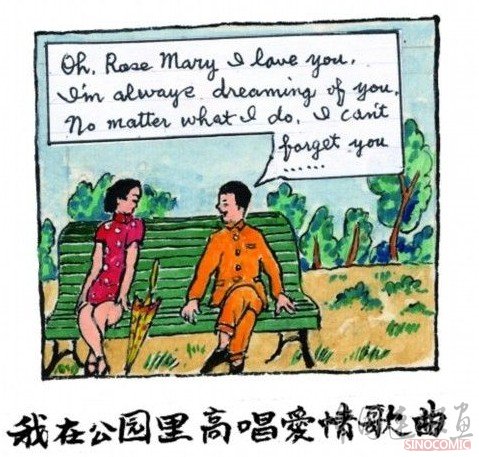 Oh, Rose Mary I love you,
I'm always dreaming of you,
No matter what I do, I can't
forget you
......
我在公园里高唱爱情歌曲
SINOCOMIC